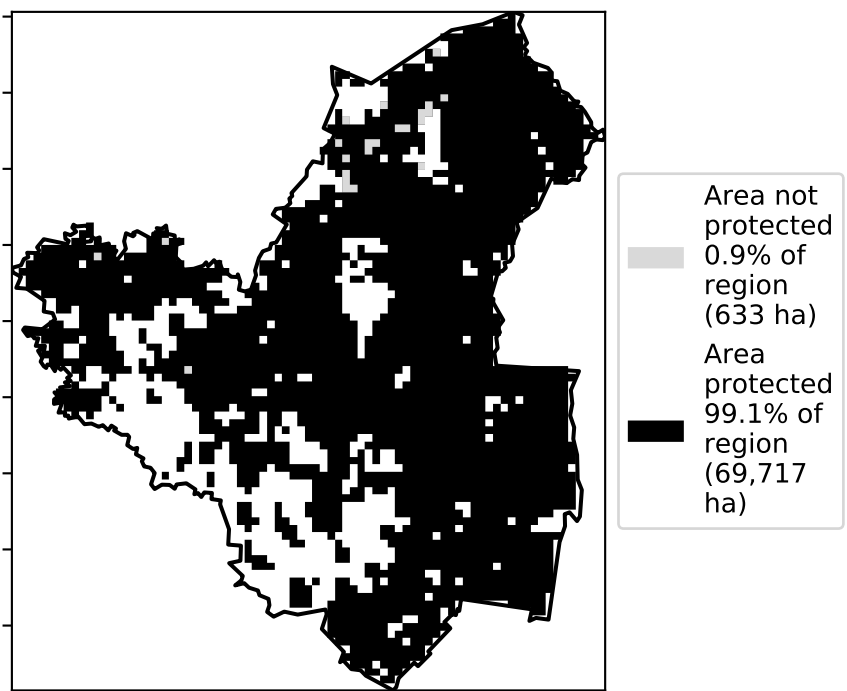 Area not
protected
0.9% of
region
(633 ha)
Area
protected
99.1% of
region
(69,717
ha)